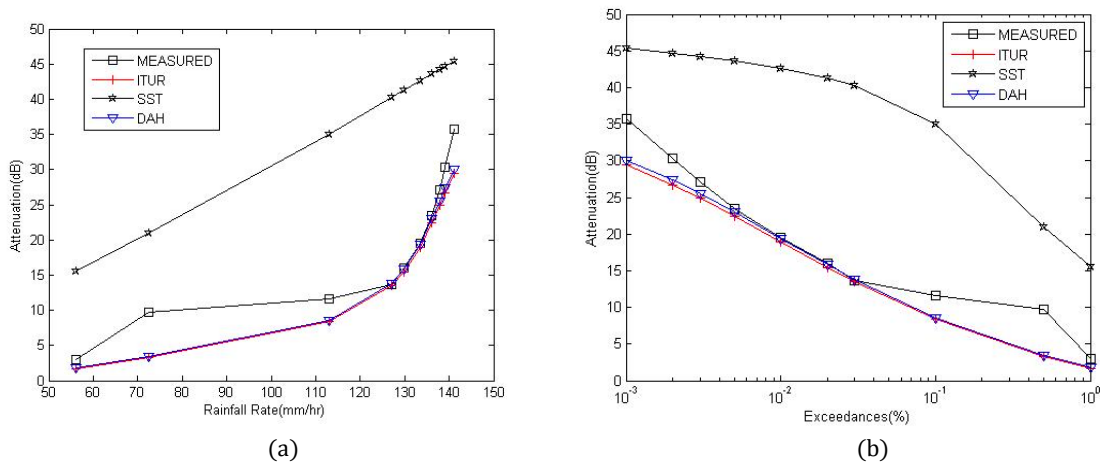 50
45
40
35
30
25
20
15
10
5
0
Attenuation(dB)
MEASURED
ITUR
SST
DAH
50
60
70
80
90
100
110
120
130
140
150
Rainfall Rate(mm/hr)
(a)
50
45
40
35
30
25
20
15
10
5
0
Attenuation(dB)
MEASURED
ITUR
SST
DAH
10⁻³
10⁻²
10⁻¹
10⁰
Exceedances(%)
(b)